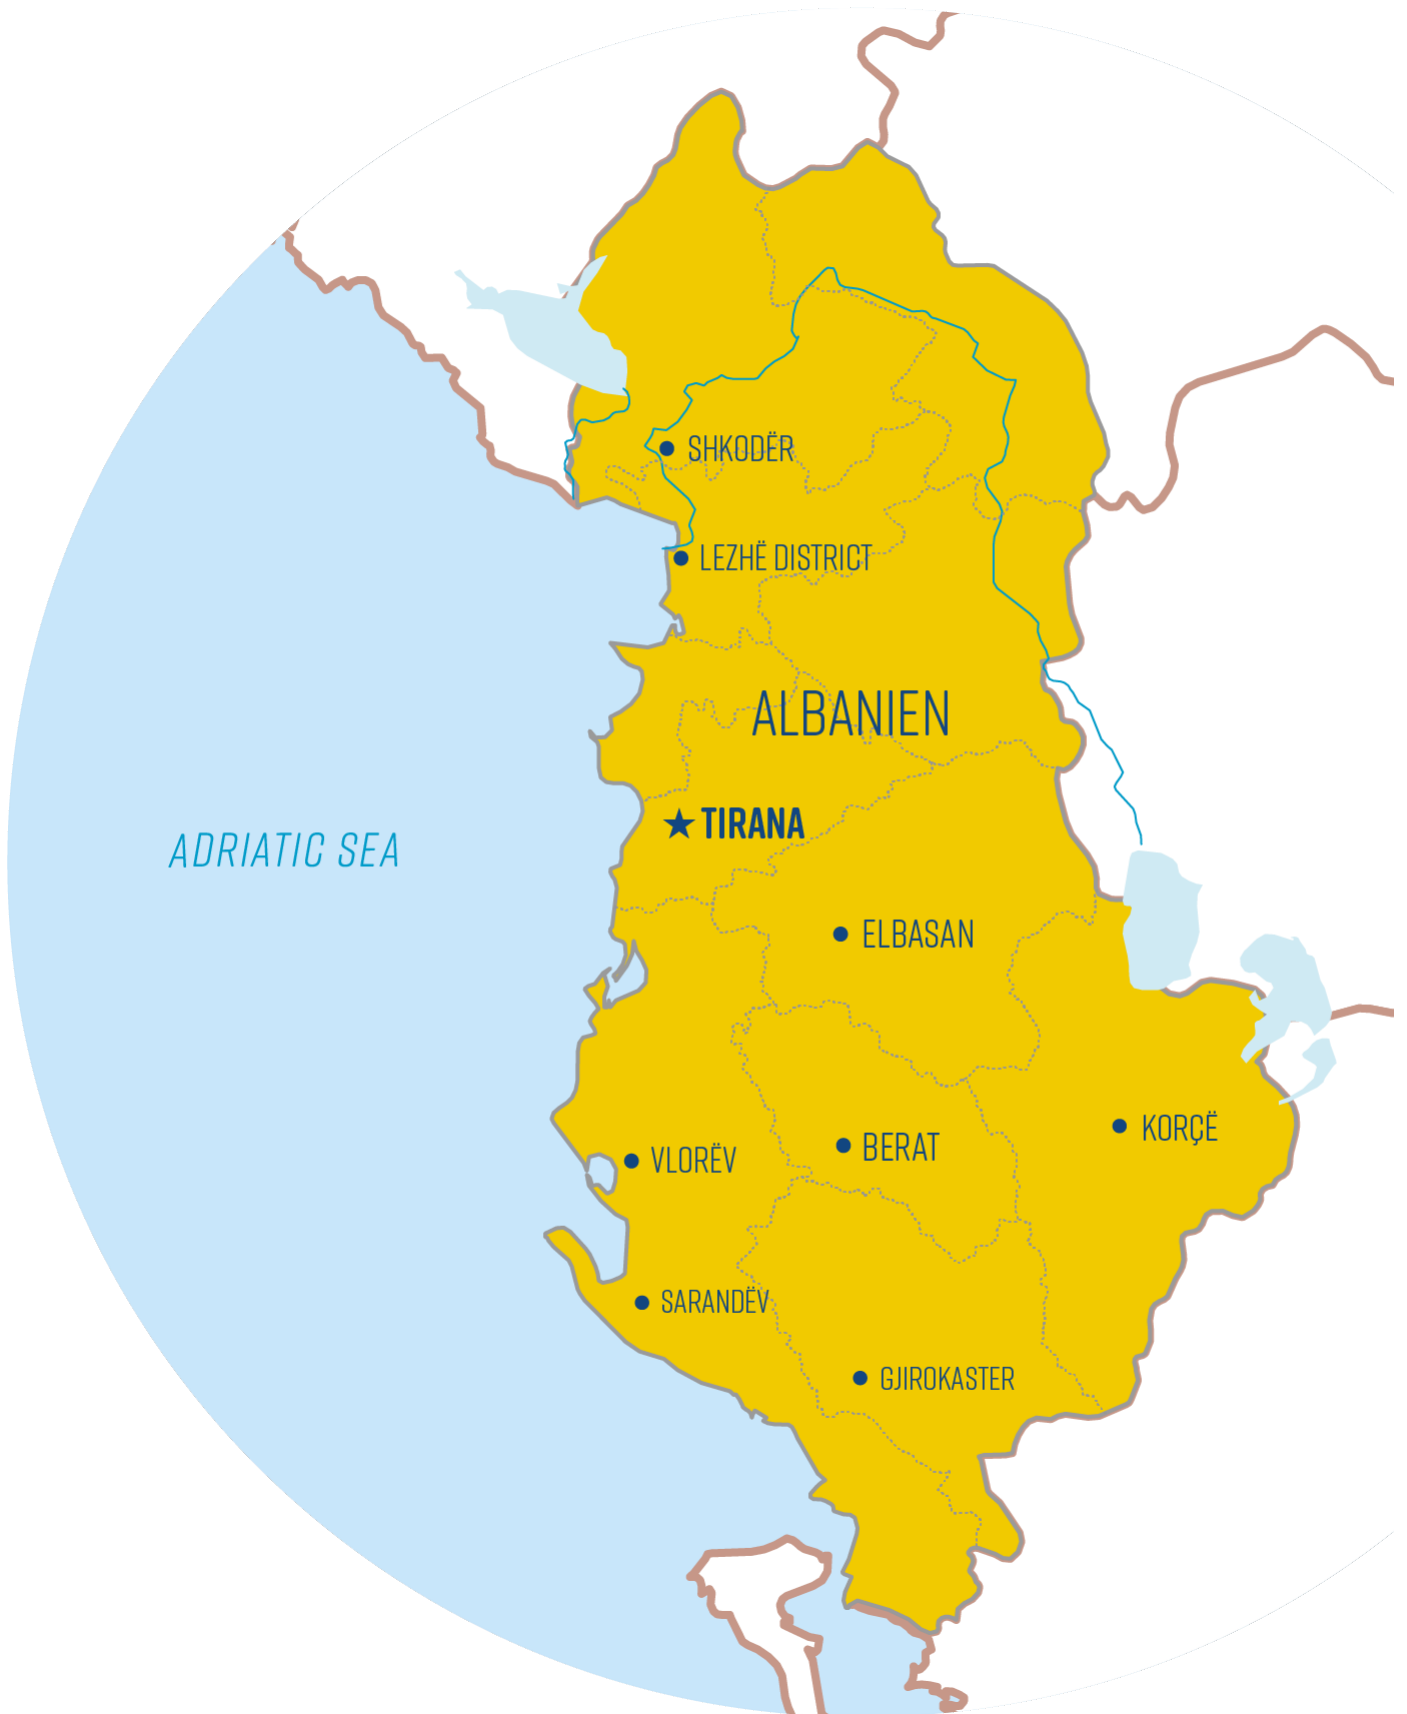 SHKODËR
LEZHË DISTRICT
ALBANIEN
TIRANA
ADRIATIC SEA
ELBASAN
KORÇË
BERAT
VLORËV
SARANDËV
GJIROKASTER